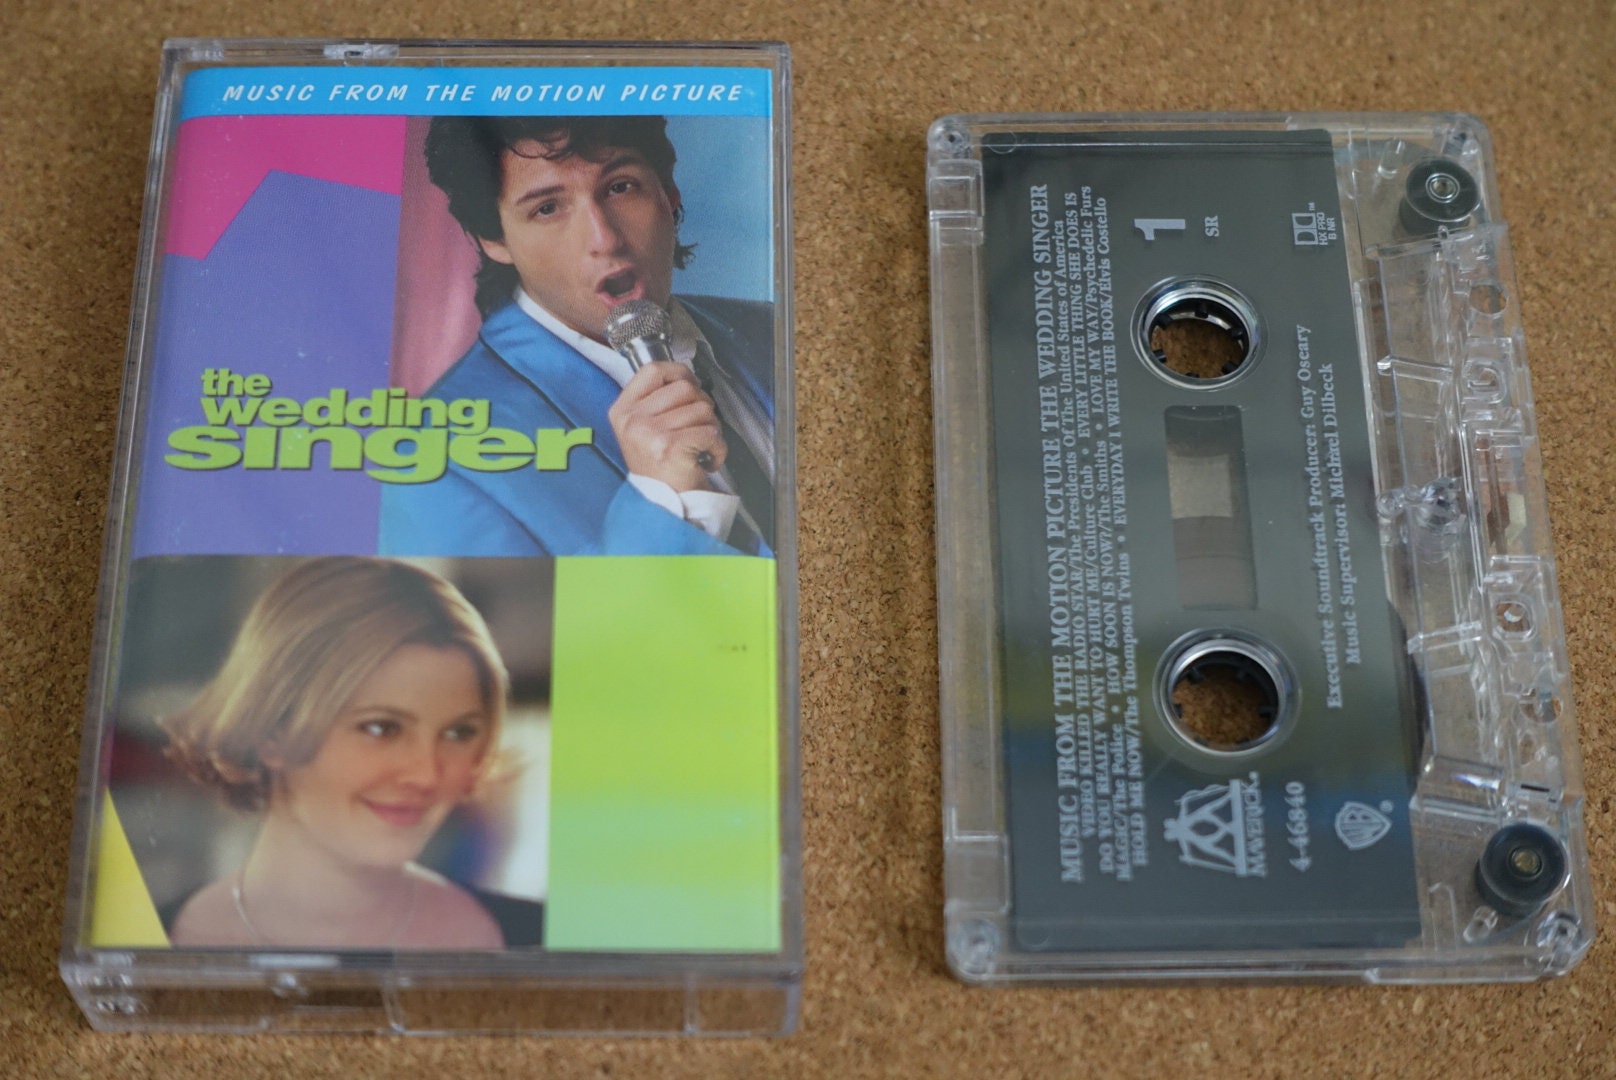 MUSIC FROM THE MOTION PICTURE
the
wedding
singer
MUSIC FROM THE MOTION PICTURE THE WEDDING SINGER
VIDEO KILLED THE RADIO STAR/The Presidents Of The United States of America
DO YOU REALLY WANT TO HURT ME/Culture Club • EVERY LITTLE THING SHE DOES IS
MAGIC/The Police • HOW SOON IS NOW?/The Smiths • LOVE MY WAY/Psychedelic Furs
HOLD ME NOW/The Thompson Twins • EVERYDAY I WRITE THE BOOK/Elvis Costello
1
SR
MAVERICK
4-46840
Executive Soundtrack Producer: Guy Oseary
Music Supervisor: Michael Dilbeck
WB
HX PRO
B NR